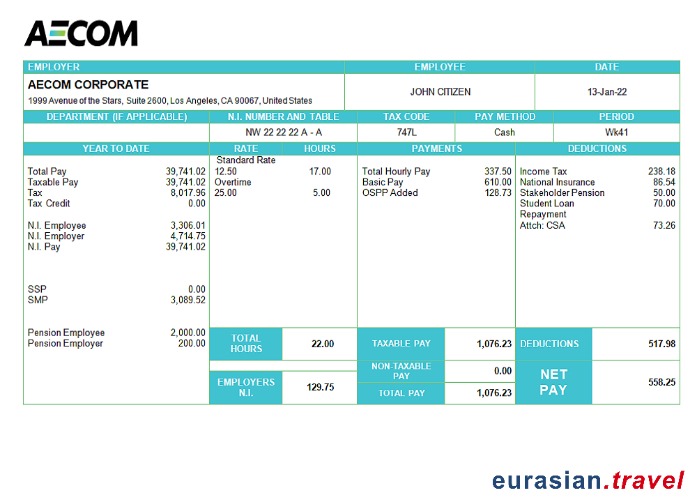 AECOM
EMPLOYER EMPLOYEE DATE
AECOM CORPORATE
1999 Avenue of the Stars, Suite 2600, Los Angeles, CA 90067, United States
JOHN CITIZEN 13-Jan-22
DEPARTMENT (IF APPLICABLE) N.I. NUMBER AND TABLE TAX CODE PAY METHOD PERIOD
NW 22 22 22 A - A 747L Cash Wk41
YEAR TO DATE RATE HOURS PAYMENTS DEDUCTIONS
Standard Rate
Total Pay 39,741.02 12.50 17.00 Total Hourly Pay 337.50 Income Tax 238.18
Taxable Pay 39,741.02 Overtime Basic Pay 610.00 National Insurance 86.54
Tax 8,017.96 25.00 5.00 OSPP Added 128.73 Stakeholder Pension 50.00
Tax Credit 0.00 Student Loan 70.00
Repayment
N.I. Employee 3,306.01 Attch: CSA 73.26
N.I. Employer 4,714.75
N.I. Pay 39,741.02
SSP 0.00
SMP 3,089.52
Pension Employee 2,000.00
Pension Employer 200.00
TOTAL HOURS 22.00 TAXABLE PAY 1,076.23 DEDUCTIONS 517.98
NON-TAXABLE PAY 0.00
EMPLOYERS N.I. 129.75 TOTAL PAY 1,076.23 NET PAY 558.25
eurasian.travel